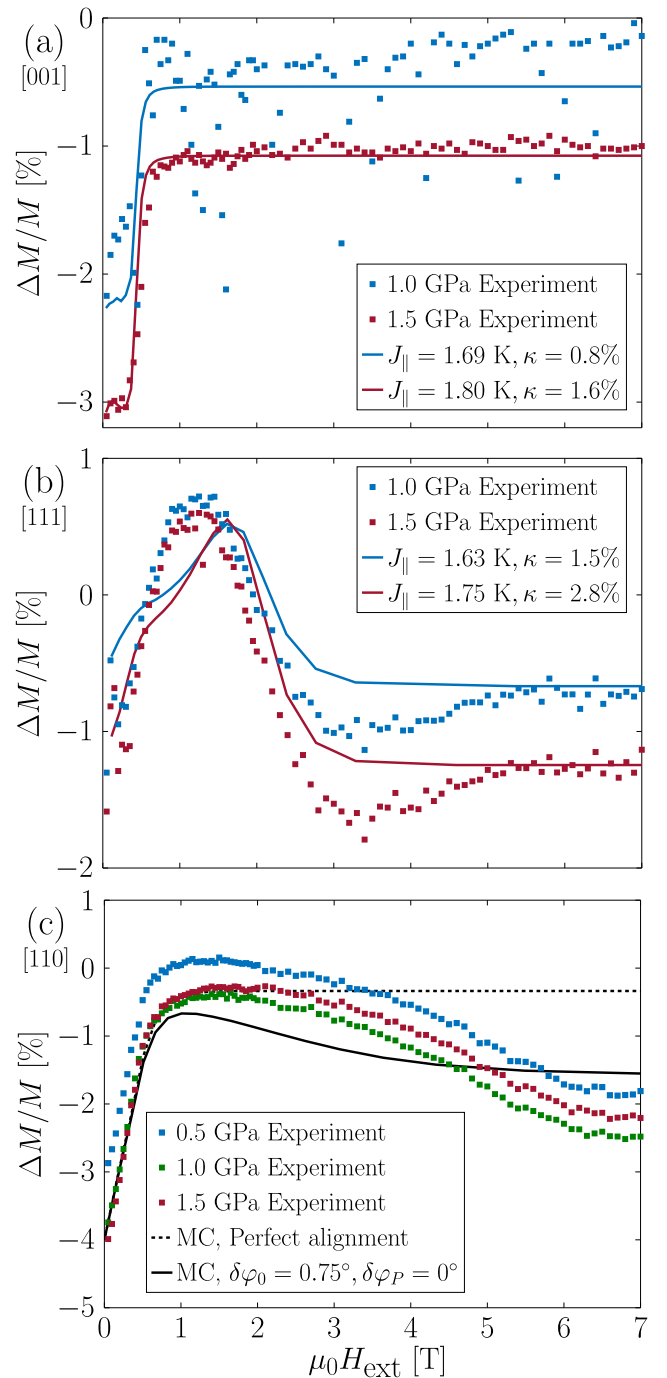 (a)
[001]
0
−1
−2
−3
ΔM/M [%]
1.0 GPa Experiment
1.5 GPa Experiment
J∥ = 1.69 K, κ = 0.8%
J∥ = 1.80 K, κ = 1.6%
(b)
[111]
1
0
−1
−2
ΔM/M [%]
1.0 GPa Experiment
1.5 GPa Experiment
J∥ = 1.63 K, κ = 1.5%
J∥ = 1.75 K, κ = 2.8%
(c)
[110]
1
0
−1
−2
−3
−4
−5
ΔM/M [%]
0.5 GPa Experiment
1.0 GPa Experiment
1.5 GPa Experiment
MC, Perfect alignment
MC, δφ₀ = 0.75°, δφ_P = 0°
0 1 2 3 4 5 6 7
μ₀H_ext [T]